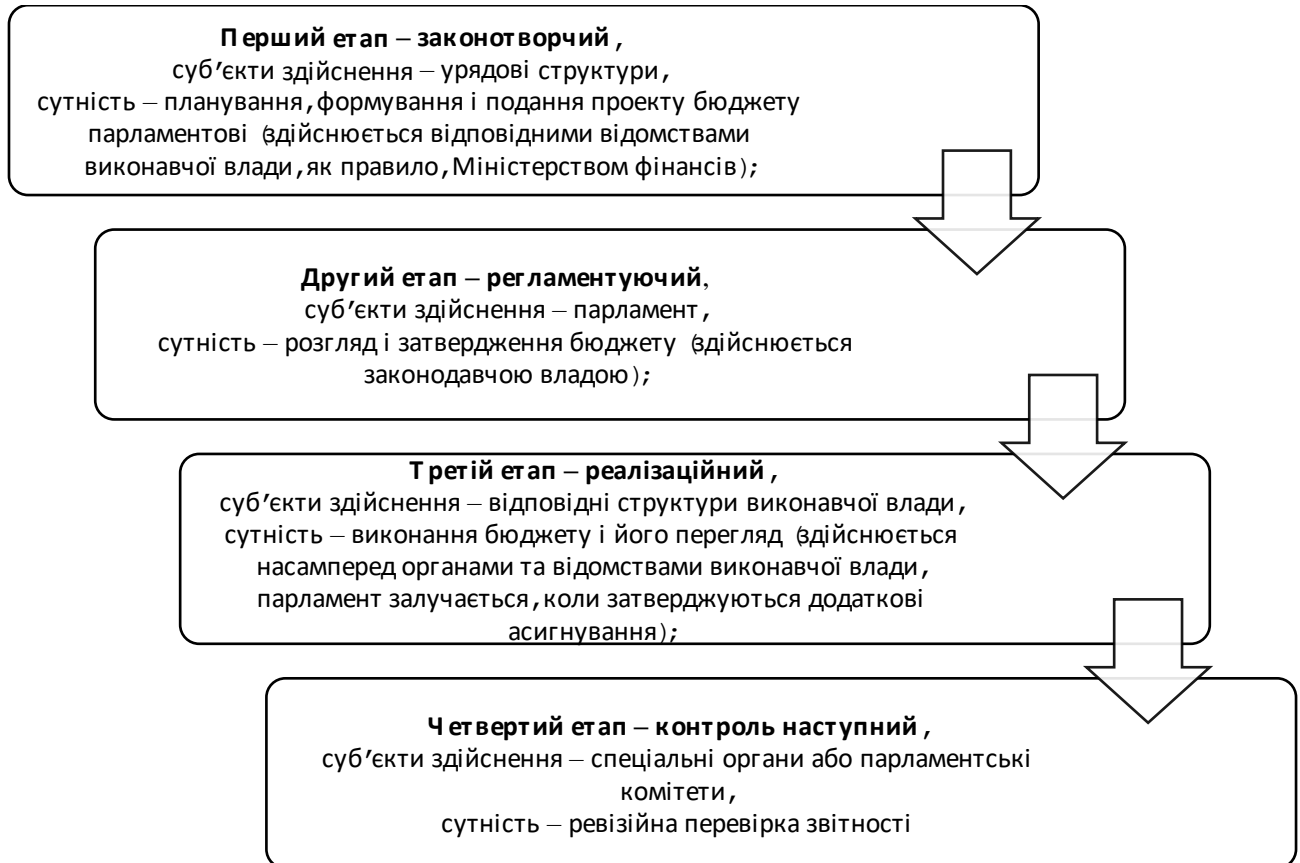 Перший етап – законотворчий,
суб’єкти здійснення – урядові структури,
сутність – планування, формування і подання проекту бюджету
парламентові (здійснюється відповідними відомствами
виконавчої влади, як правило, Міністерством фінансів);
Другий етап – регламентуючий,
суб’єкти здійснення – парламент,
сутність – розгляд і затвердження бюджету (здійснюється
законодавчою владою);
Третій етап – реалізаційний,
суб’єкти здійснення – відповідні структури виконавчої влади,
сутність – виконання бюджету і його перегляд (здійснюється
насамперед органами та відомствами виконавчої влади,
парламент залучається, коли затверджуються додаткові
асигнування);
Четвертий етап – контроль наступний,
суб’єкти здійснення – спеціальні органи або парламентські
комітети,
сутність – ревізійна перевірка звітності